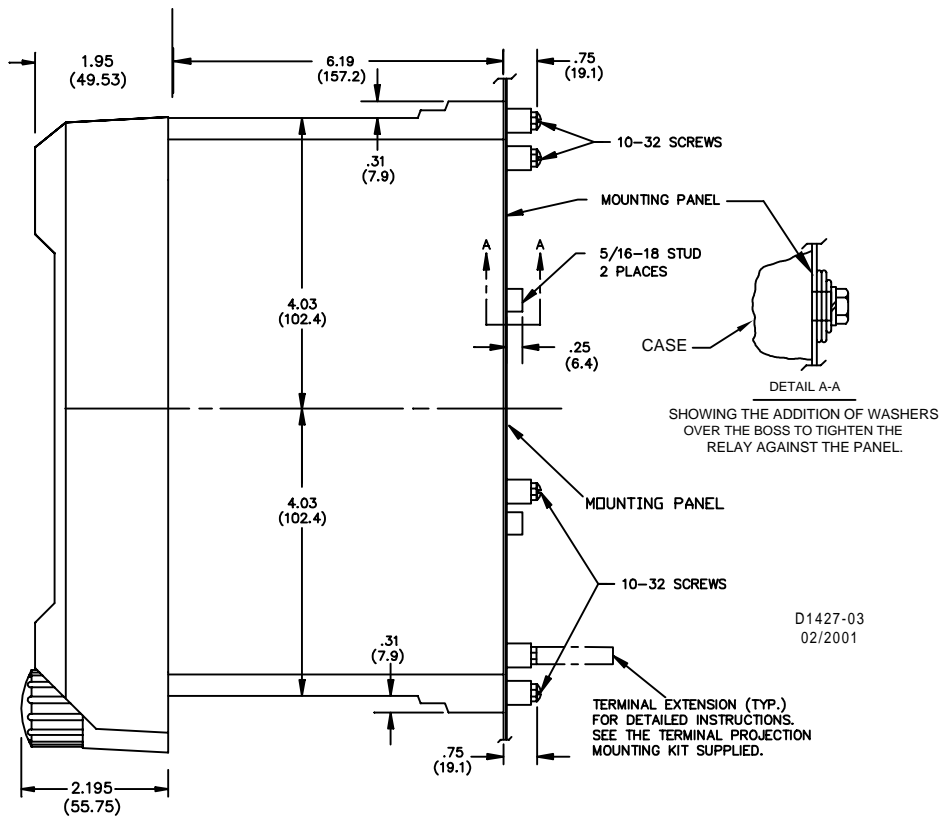 1.95
(49.53)
6.19
(157.2)
.75
(19.1)
.31
(7.9)
10-32 SCREWS
MOUNTING PANEL
A
A
5/16-18 STUD
2 PLACES
4.03
(102.4)
.25
(6.4)
CASE
DETAIL A-A
SHOWING THE ADDITION OF WASHERS
OVER THE BOSS TO TIGHTEN THE
RELAY AGAINST THE PANEL.
4.03
(102.4)
MOUNTING PANEL
10-32 SCREWS
D1427-03
02/2001
.31
(7.9)
TERMINAL EXTENSION (TYP.)
FOR DETAILED INSTRUCTIONS.
SEE THE TERMINAL PROJECTION
MOUNTING KIT SUPPLIED.
.75
(19.1)
2.195
(55.75)